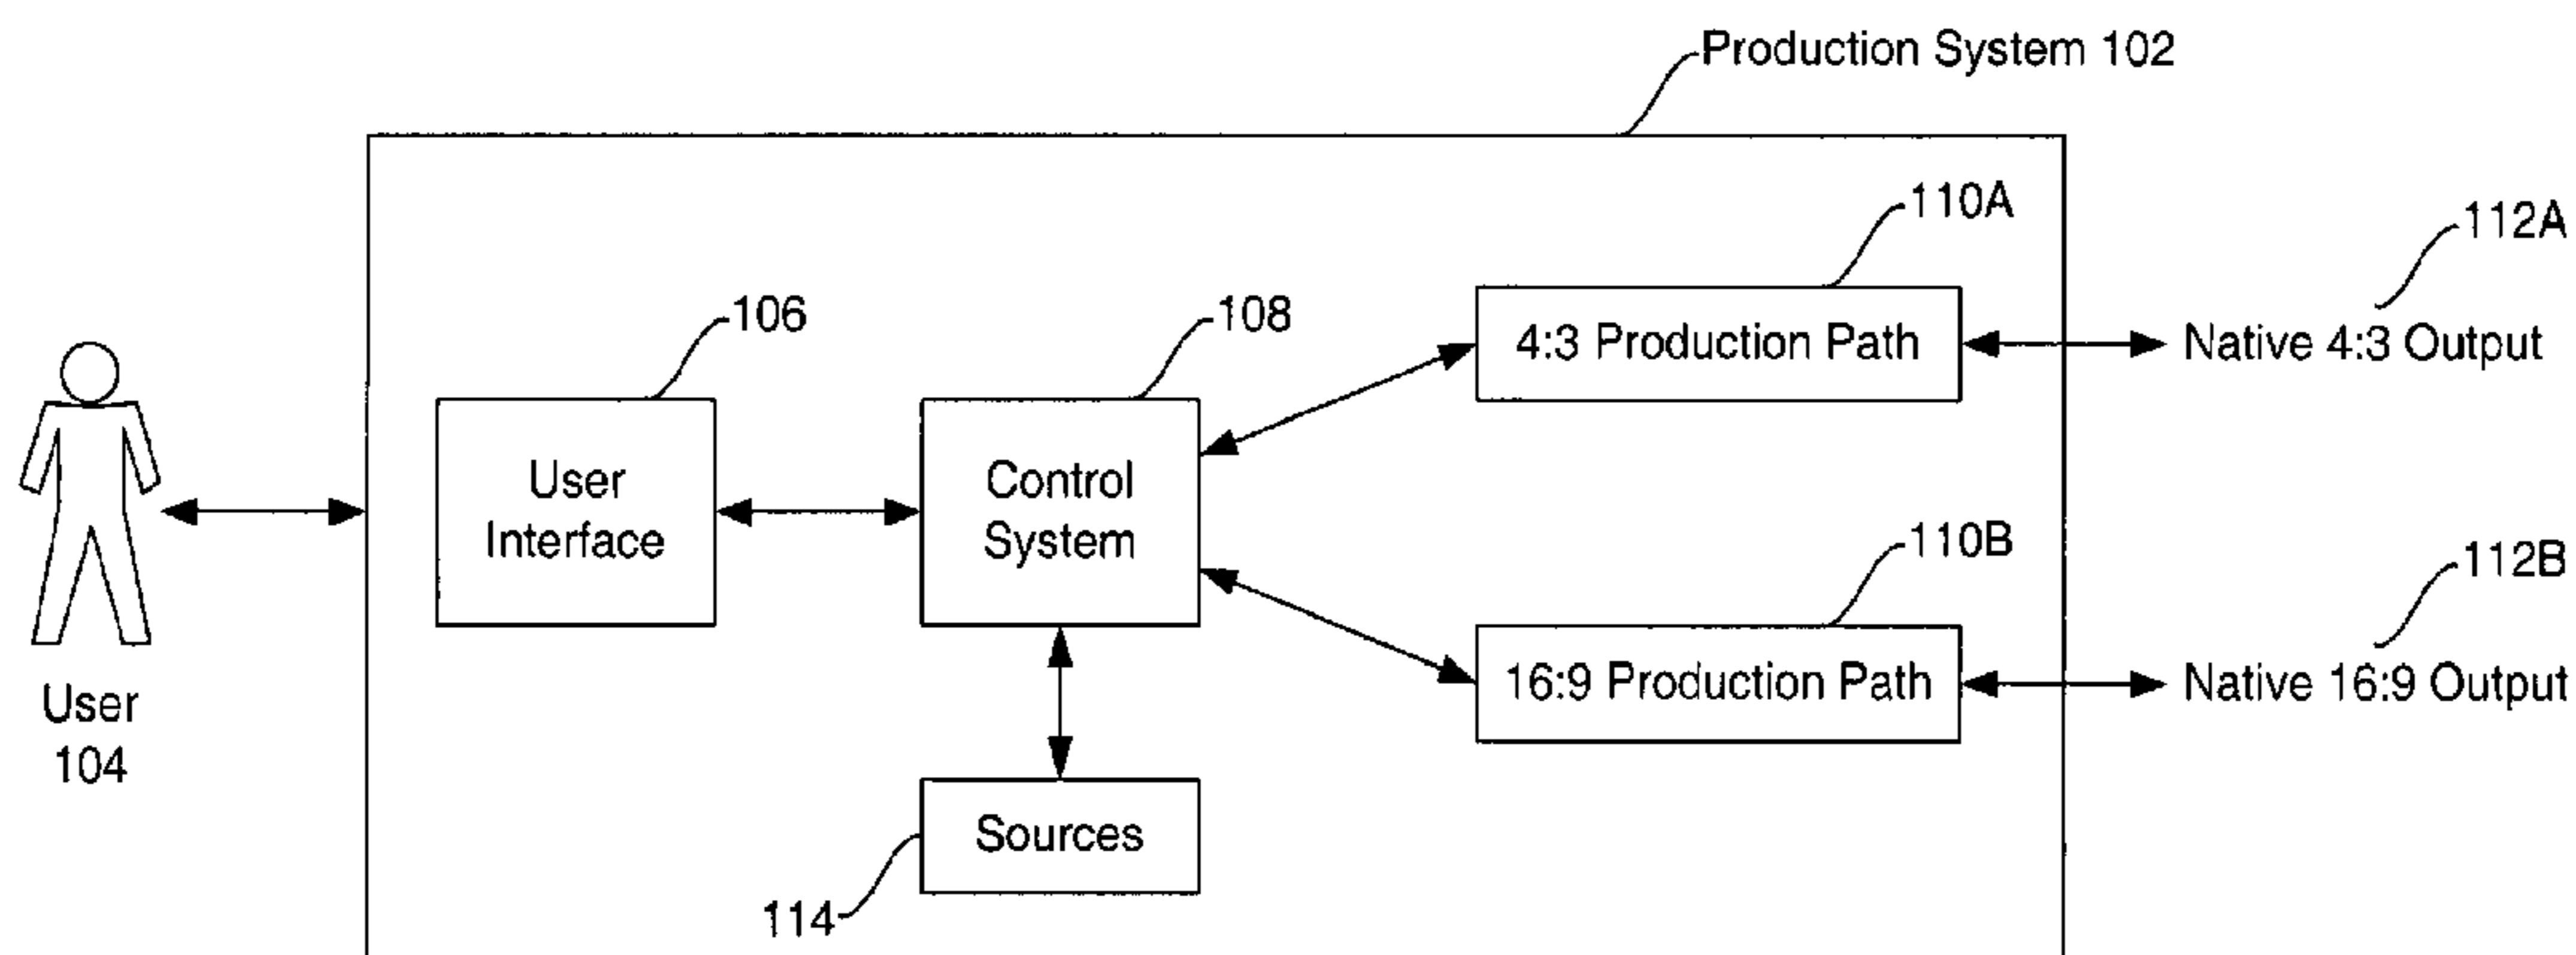 Production System 102
110A
112A
106
108
4:3 Production Path
Native 4:3 Output
User
Interface
Control
System
110B
112B
16:9 Production Path
Native 16:9 Output
User
104
Sources
114